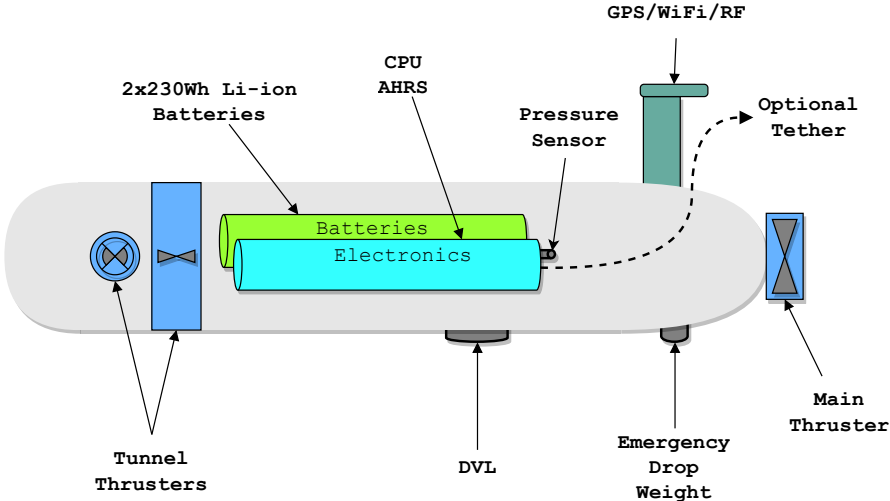 GPS/WiFi/RF
CPU
AHRS
2x230Wh Li-ion
Batteries
Pressure
Sensor
Optional
Tether
Batteries
Electronics
Tunnel
Thrusters
DVL
Emergency
Drop
Weight
Main
Thruster